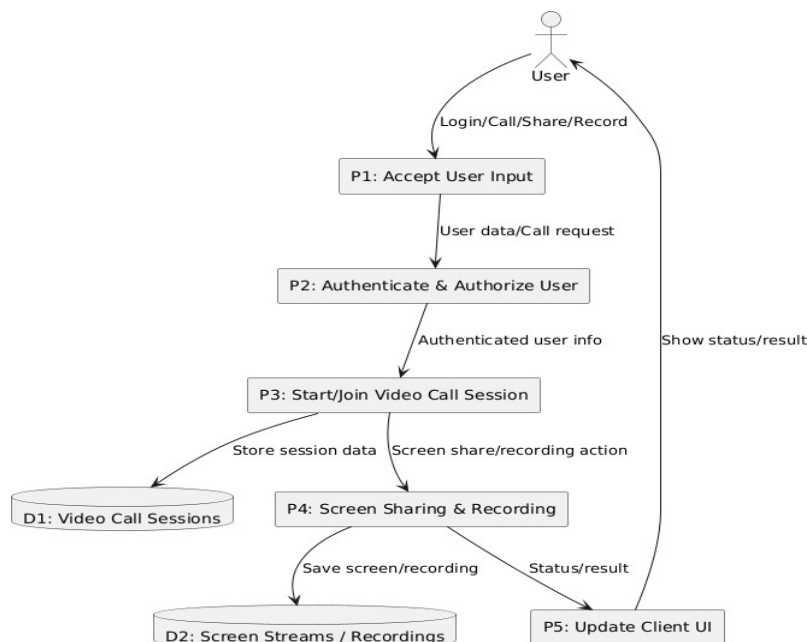 User
Login/Call/Share/Record
P1: Accept User Input
User data/Call request
P2: Authenticate & Authorize User
Authenticated user info
Show status/result
P3: Start/Join Video Call Session
Store session data
Screen share/recording action
D1: Video Call Sessions
P4: Screen Sharing & Recording
Save screen/recording
Status/result
D2: Screen Streams / Recordings
P5: Update Client UI